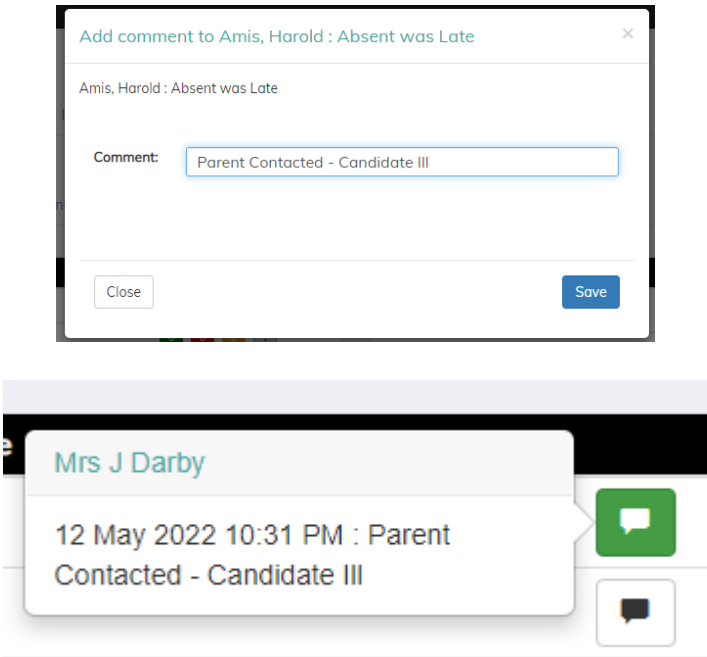 Add comment to Amis, Harold : Absent was Late
×
Amis, Harold : Absent was Late
Comment:
Parent Contacted - Candidate III
Close
Save
Mrs J Darby
12 May 2022 10:31 PM : Parent
Contacted - Candidate III